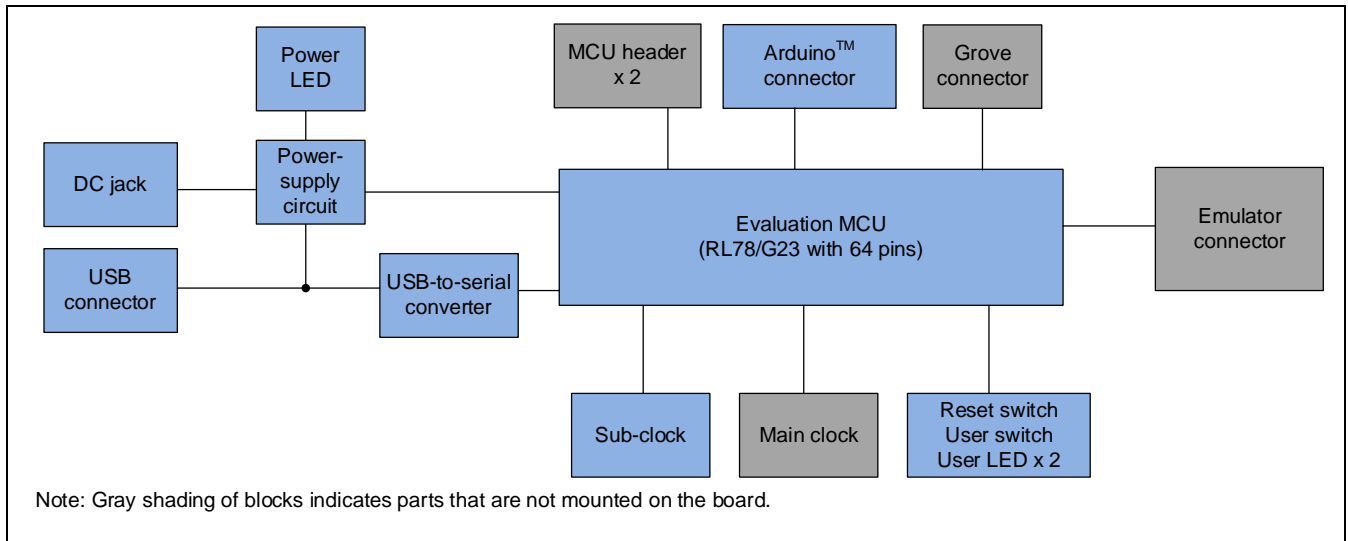 Power
LED
MCU header
x 2
Arduino™
connector
Grove
connector
DC jack
Power-
supply
circuit
Evaluation MCU
(RL78/G23 with 64 pins)
Emulator
connector
USB
connector
USB-to-serial
converter
Sub-clock
Main clock
Reset switch
User switch
User LED x 2
Note: Gray shading of blocks indicates parts that are not mounted on the board.